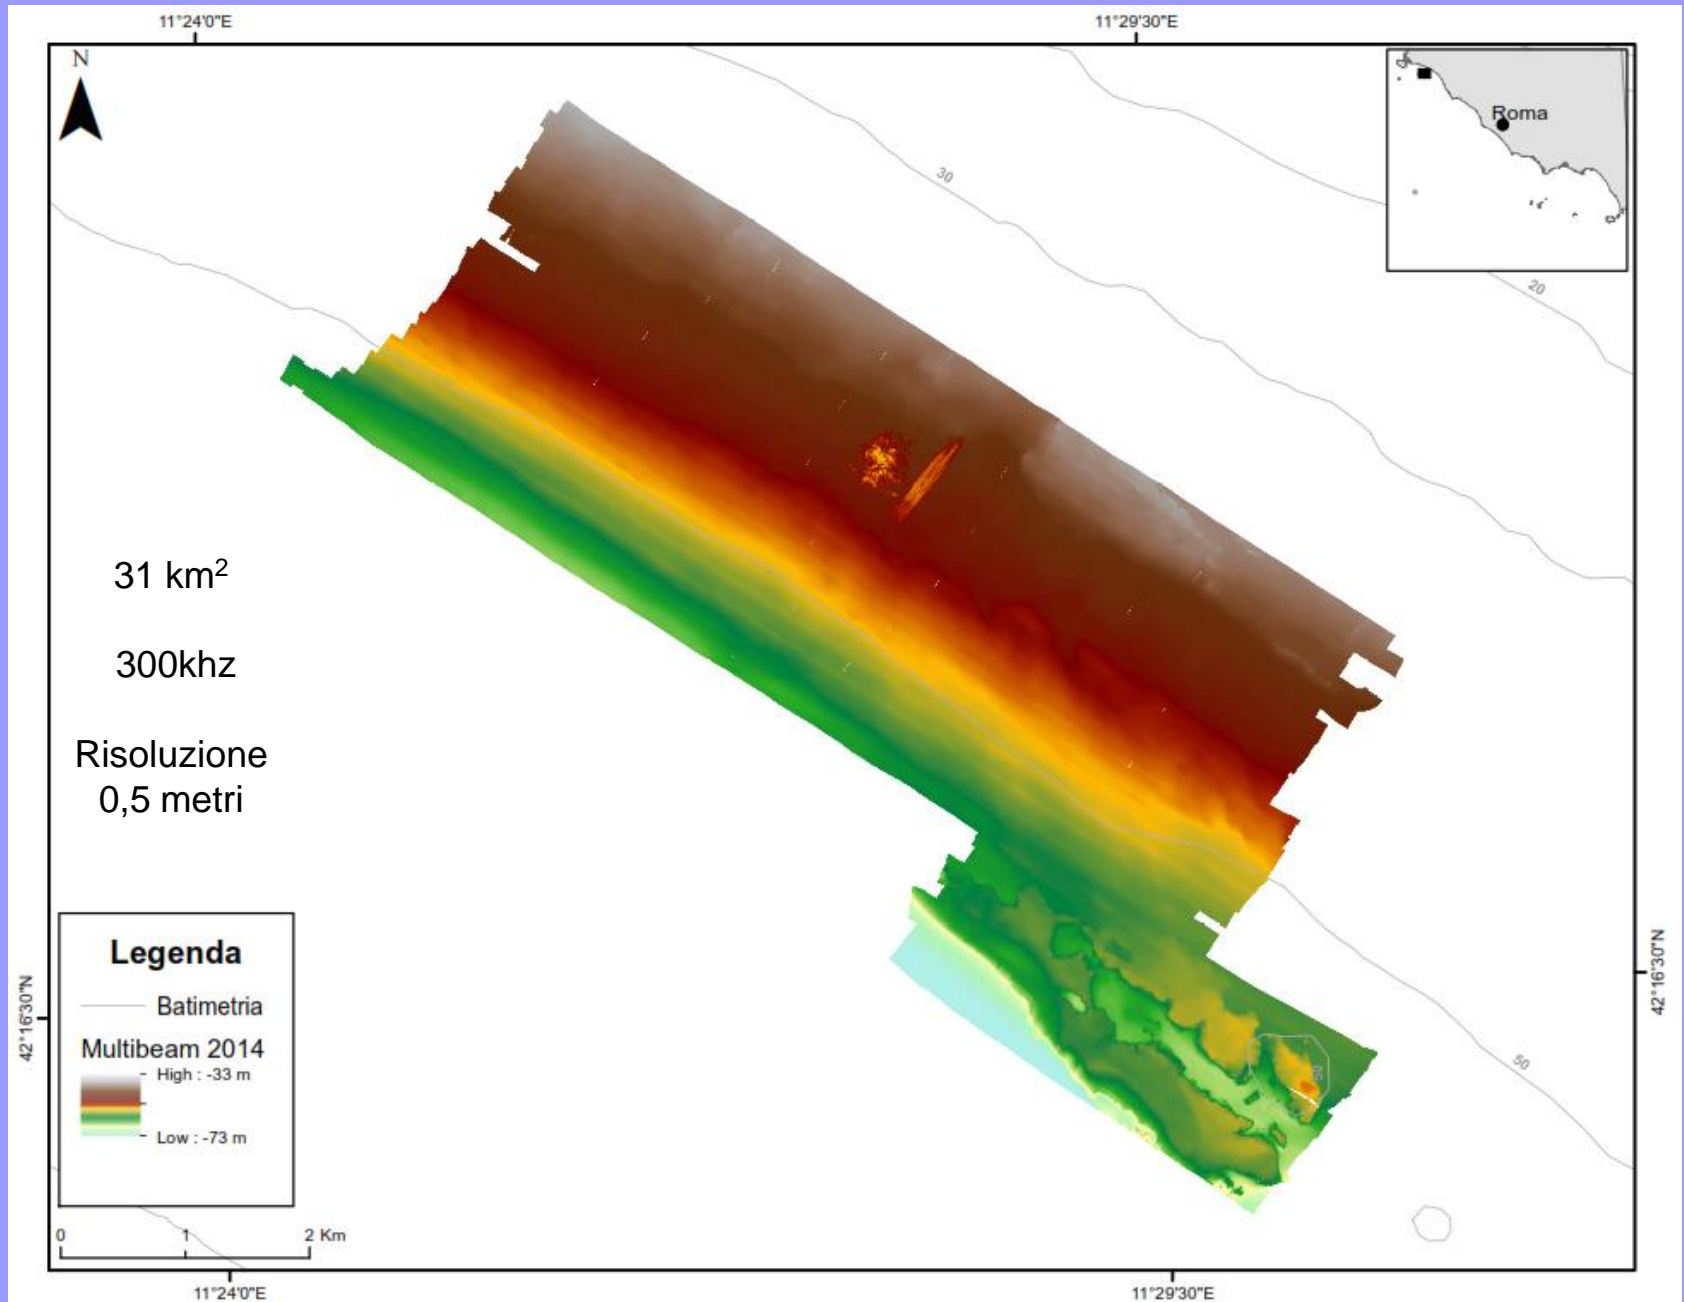 11°24'0"E
11°29'30"E
N
Roma
30
20
31 km²
300khz
Risoluzione
0,5 metri
Legenda
Batimetria
Multibeam 2014
High : -33 m
Low : -73 m
42°16'30"N
42°16'30"N
50
50
0 1 2 Km
11°24'0"E
11°29'30"E